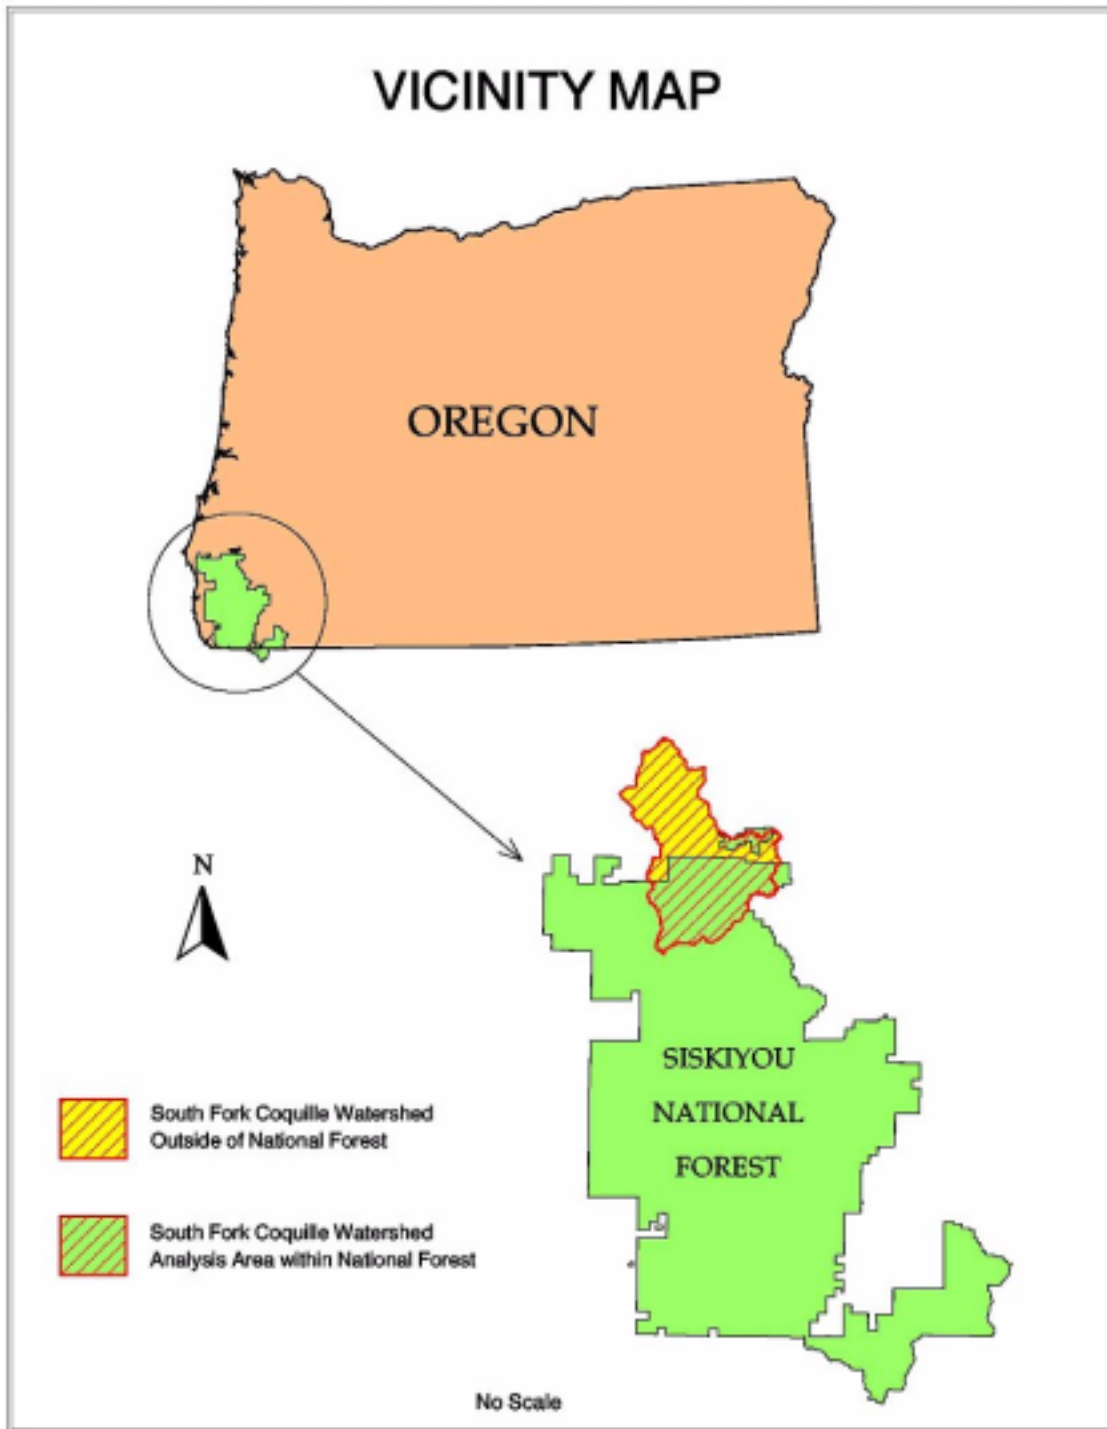 VICINITY MAP
OREGON
N
SISKIYOU
NATIONAL
FOREST
South Fork Coquille Watershed
Outside of National Forest
South Fork Coquille Watershed
Analysis Area within National Forest
No Scale